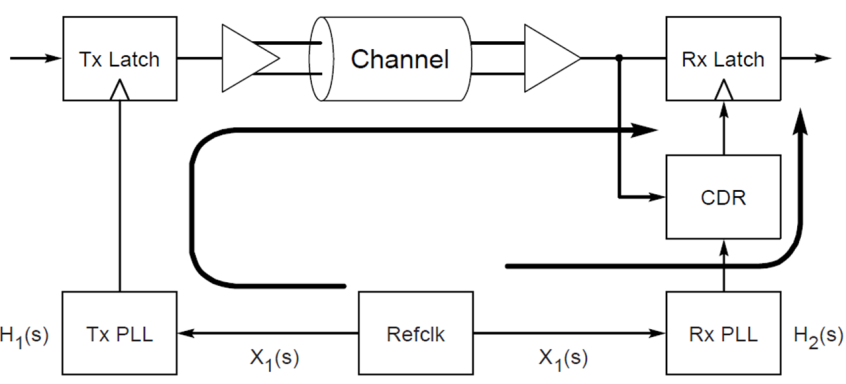 Tx Latch
Channel
Rx Latch
CDR
H1(s)
Tx PLL
X1(s)
Refclk
X1(s)
Rx PLL
H2(s)